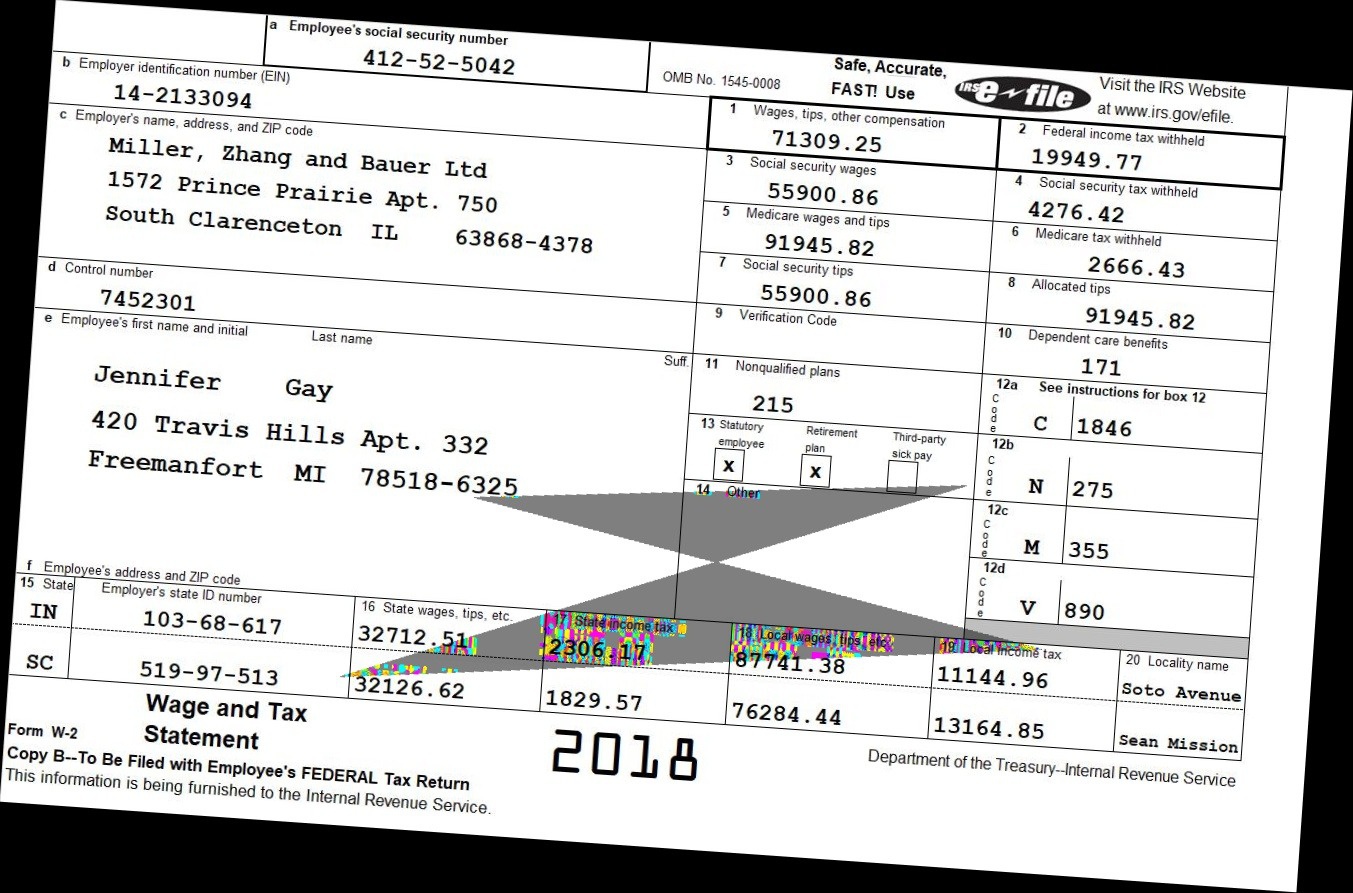 a Employee's social security number
412-52-5042
OMB No. 1545-0008
Safe, Accurate,
FAST! Use
IRS e-file
Visit the IRS Website
at www.irs.gov/efile.
b Employer identification number (EIN)
14-2133094
1 Wages, tips, other compensation
71309.25
2 Federal income tax withheld
19949.77
c Employer's name, address, and ZIP code
Miller, Zhang and Bauer Ltd
1572 Prince Prairie Apt. 750
South Clarenceton IL 63868-4378
3 Social security wages
55900.86
4 Social security tax withheld
4276.42
5 Medicare wages and tips
91945.82
6 Medicare tax withheld
2666.43
7 Social security tips
55900.86
8 Allocated tips
91945.82
d Control number
7452301
9 Verification Code
10 Dependent care benefits
171
e Employee's first name and initial Last name Suff.
Jennifer Gay
420 Travis Hills Apt. 332
Freemanfort MI 78518-6325
11 Nonqualified plans
215
12a See instructions for box 12
Code C 1846
13 Statutory employee Retirement plan Third-party sick pay
x x
12b
Code N 275
14 Other
12c
Code M 355
12d
Code V 890
f Employee's address and ZIP code
15 State Employer's state ID number 16 State wages, tips, etc. 17 State income tax 18 Local wages, tips, etc. 19 Local income tax 20 Locality name
IN 103-68-617 32712.51 2306.17 87741.38 11144.96 Soto Avenue
SC 519-97-513 32126.62 1829.57 76284.44 13164.85 Sean Mission
Form W-2 Wage and Tax Statement 2018
Department of the Treasury--Internal Revenue Service
Copy B--To Be Filed with Employee's FEDERAL Tax Return
This information is being furnished to the Internal Revenue Service.